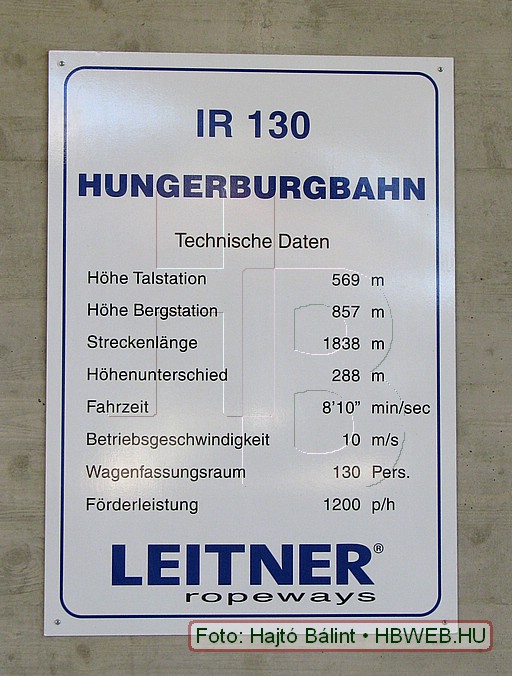 IR 130
HUNGERBURGBAHN
Technische Daten
Höhe Talstation 569 m
Höhe Bergstation 857 m
Streckenlänge 1838 m
Höhenunterschied 288 m
Fahrzeit 8'10" min/sec
Betriebsgeschwindigkeit 10 m/s
Wagenfassungsraum 130 Pers.
Förderleistung 1200 p/h
LEITNER®
ropeways
Foto: Hajtó Bálint • HBWEB.HU
HB